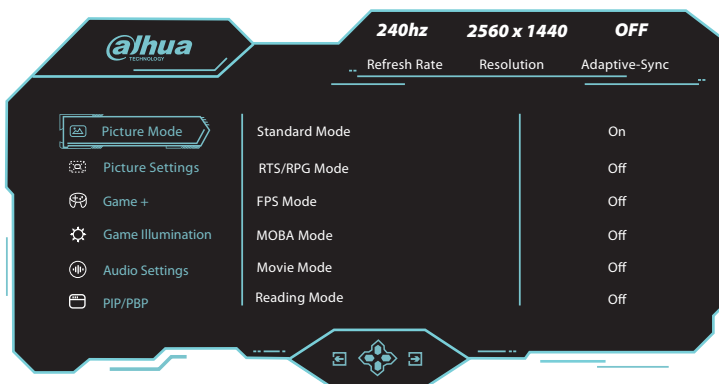 alhua
TECHNOLOGY
240hz 2560 x 1440 OFF
Refresh Rate Resolution Adaptive-Sync
Picture Mode Standard Mode On
Picture Settings RTS/RPG Mode Off
Game + FPS Mode Off
Game Illumination MOBA Mode Off
Audio Settings Movie Mode Off
PIP/PBP Reading Mode Off